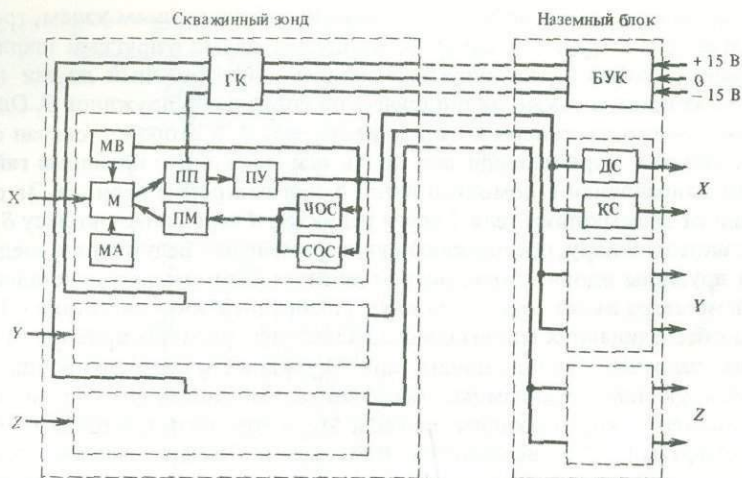 Скважинный зонд
Наземный блок
ГК
БУК
+ 15 В
0
− 15 В
МВ
ПП
ПУ
М
ПМ
ЧОС
МА
СОС
X
ДС
КС
X
Y
Y
Z
Z